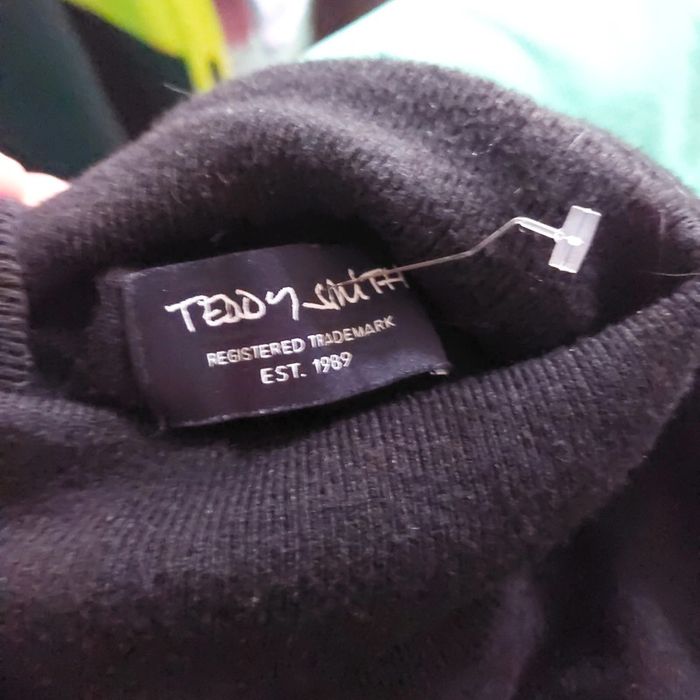 TEDDY SMITH
REGISTERED TRADEMARK
EST. 1989